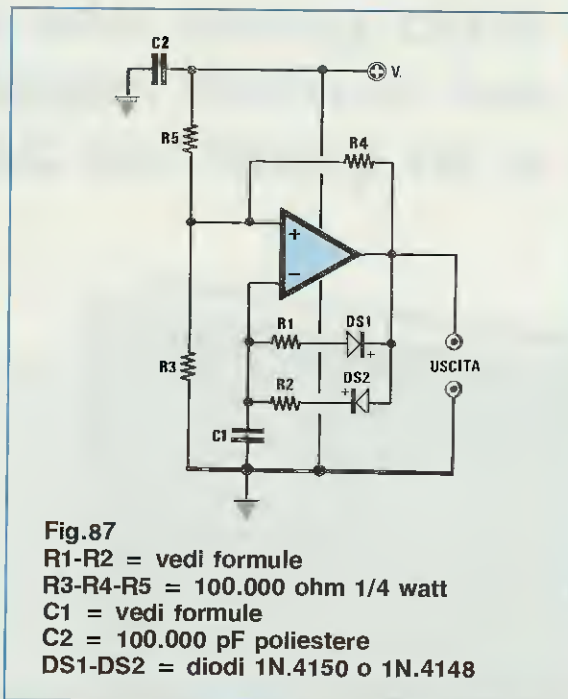 C2
V.
R5
R4
+
−
R1
DS1
+
R3
R2
+
DS2
USCITA
C1
Fig.87
R1-R2 = vedi formule
R3-R4-R5 = 100.000 ohm 1/4 watt
C1 = vedi formule
C2 = 100.000 pF poliestere
DS1-DS2 = diodi 1N.4150 o 1N.4148